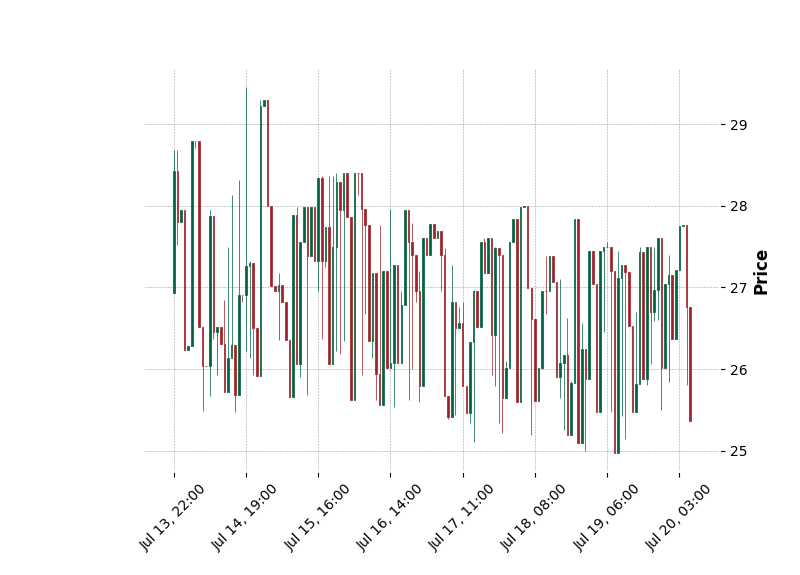 29
28
27
26
25
Price
Jul 13, 22:00
Jul 14, 19:00
Jul 15, 16:00
Jul 16, 14:00
Jul 17, 11:00
Jul 18, 08:00
Jul 19, 06:00
Jul 20, 03:00